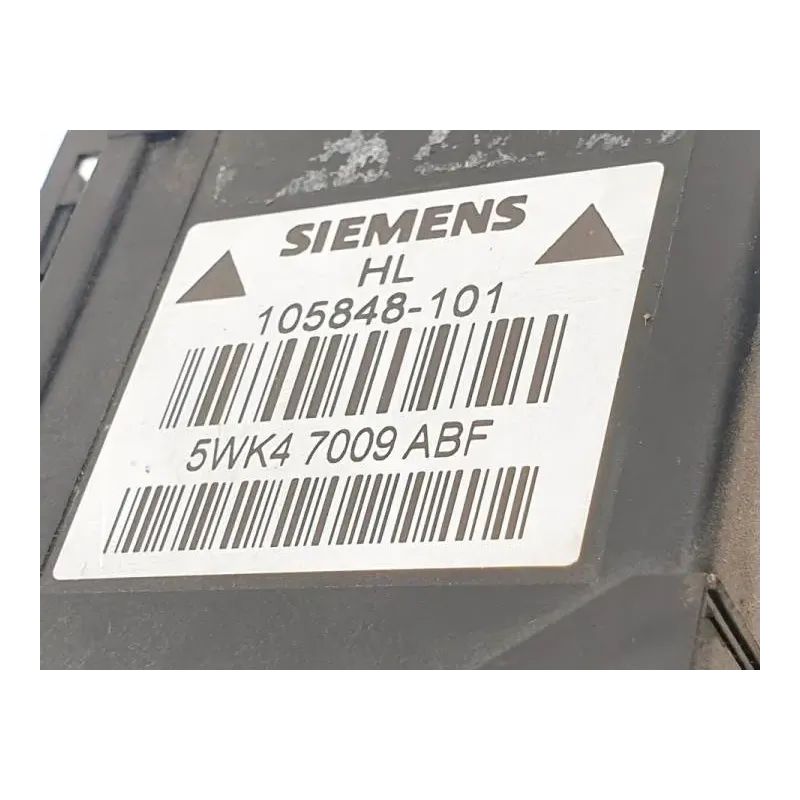 SIEMENS
HL
105848-101
5WK4 7009 ABF